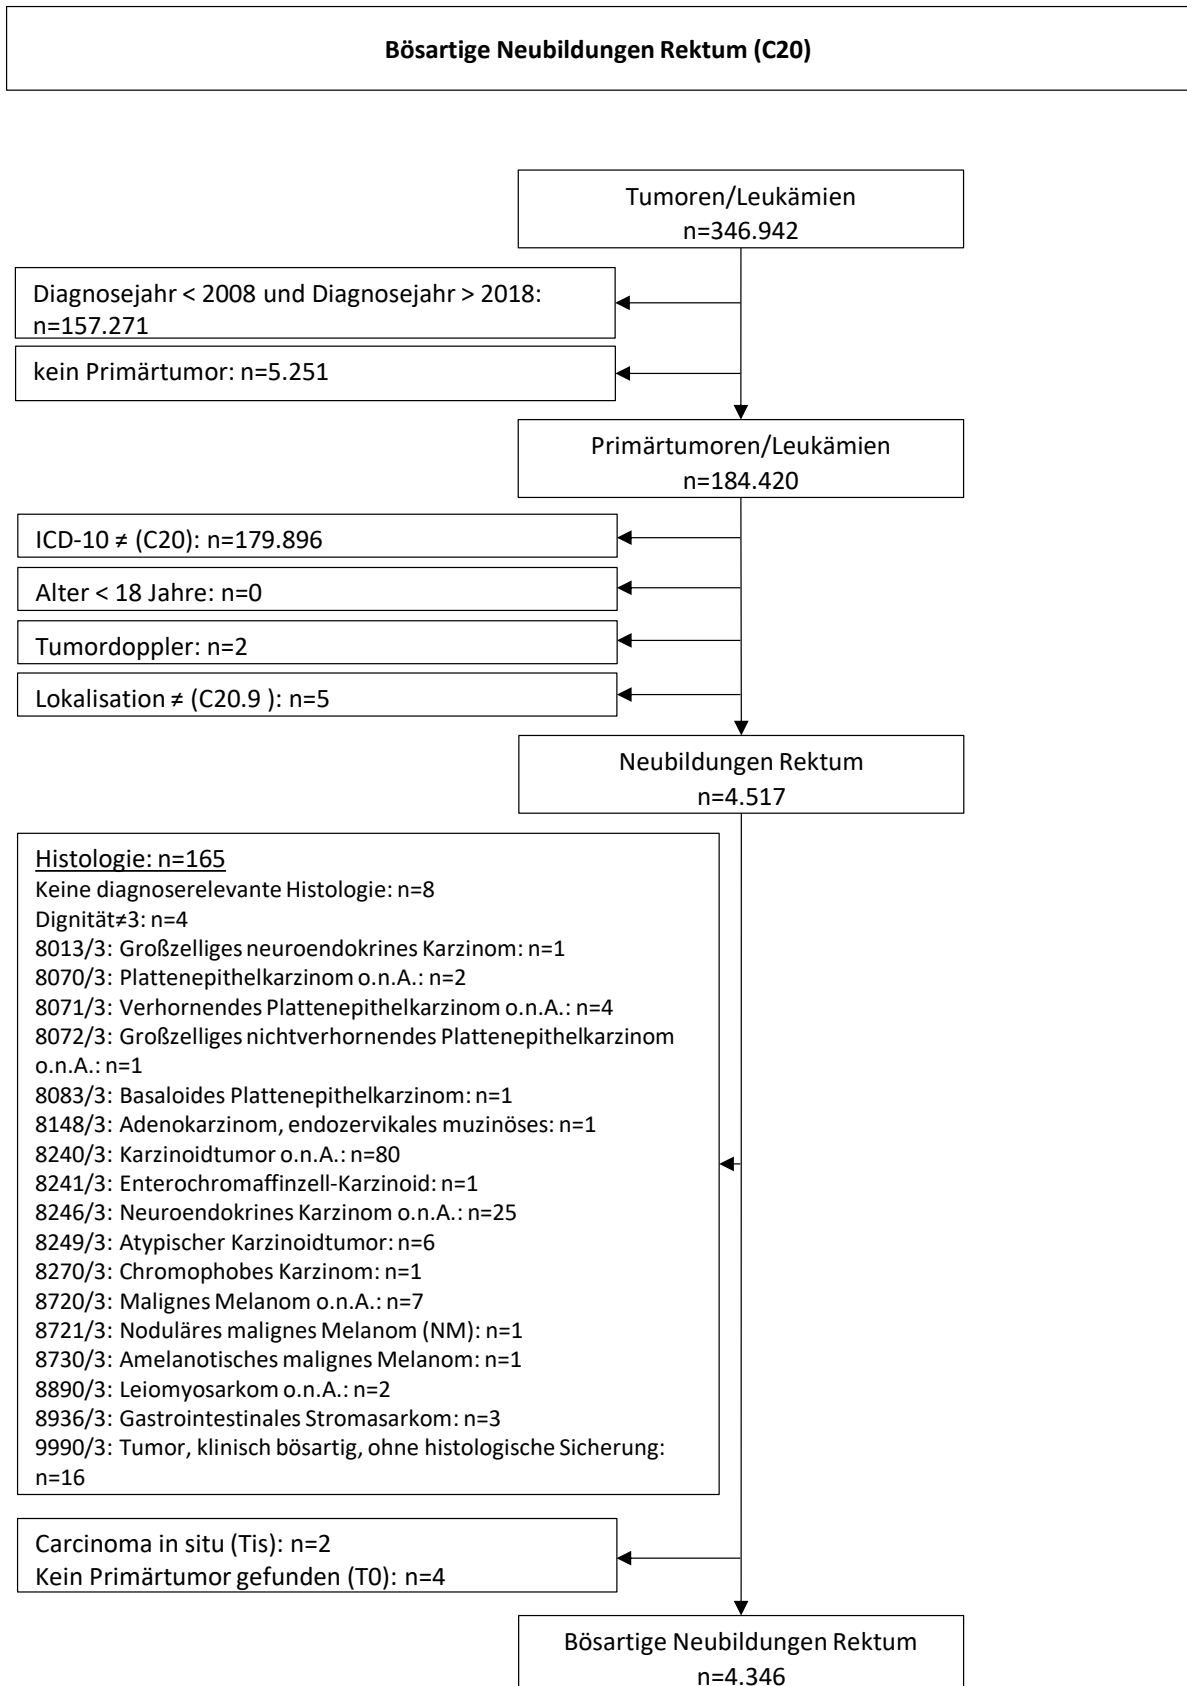 Bösartige Neubildungen Rektum (C20)
Tumoren/Leukämien
n=346.942
Diagnosejahr < 2008 und Diagnosejahr > 2018:
n=157.271
kein Primärtumor: n=5.251
Primärtumoren/Leukämien
n=184.420
ICD-10 ≠ (C20): n=179.896
Alter < 18 Jahre: n=0
Tumordoppler: n=2
Lokalisation ≠ (C20.9 ): n=5
Neubildungen Rektum
n=4.517
Histologie: n=165
Keine diagnoserelevante Histologie: n=8
Dignität≠3: n=4
8013/3: Großzelliges neuroendokrines Karzinom: n=1
8070/3: Plattenepithelkarzinom o.n.A.: n=2
8071/3: Verhornendes Plattenepithelkarzinom o.n.A.: n=4
8072/3: Großzelliges nichtverhornendes Plattenepithelkarzinom
o.n.A.: n=1
8083/3: Basaloides Plattenepithelkarzinom: n=1
8148/3: Adenokarzinom, endozervikales muzinöses: n=1
8240/3: Karzinoidtumor o.n.A.: n=80
8241/3: Enterochromaffinzell-Karzinoid: n=1
8246/3: Neuroendokrines Karzinom o.n.A.: n=25
8249/3: Atypischer Karzinoidtumor: n=6
8270/3: Chromophobes Karzinom: n=1
8720/3: Malignes Melanom o.n.A.: n=7
8721/3: Noduläres malignes Melanom (NM): n=1
8730/3: Amelanotisches malignes Melanom: n=1
8890/3: Leiomyosarkom o.n.A.: n=2
8936/3: Gastrointestinales Stromasarkom: n=3
9990/3: Tumor, klinisch bösartig, ohne histologische Sicherung:
n=16
Carcinoma in situ (Tis): n=2
Kein Primärtumor gefunden (T0): n=4
Bösartige Neubildungen Rektum
n=4.346